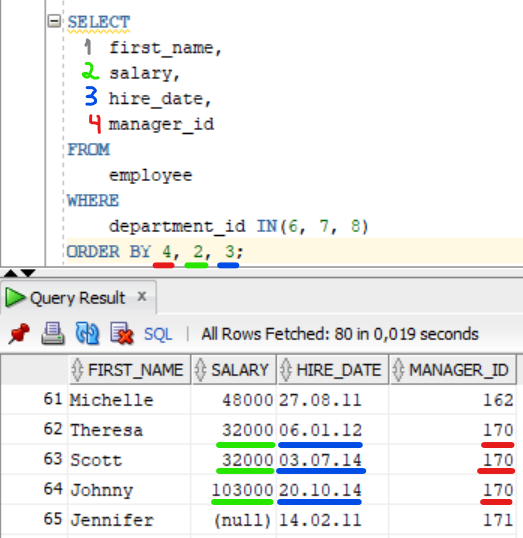 SELECT
1 first_name,
2 salary,
3 hire_date,
4 manager_id
FROM
employee
WHERE
department_id IN(6, 7, 8)
ORDER BY 4, 2, 3;
Query Result x
SQL | All Rows Fetched: 80 in 0,019 seconds
FIRST_NAME SALARY HIRE_DATE MANAGER_ID
61 Michelle 48000 27.08.11 162
62 Theresa 32000 06.01.12 170
63 Scott 32000 03.07.14 170
64 Johnny 103000 20.10.14 170
65 Jennifer (null) 14.02.11 171